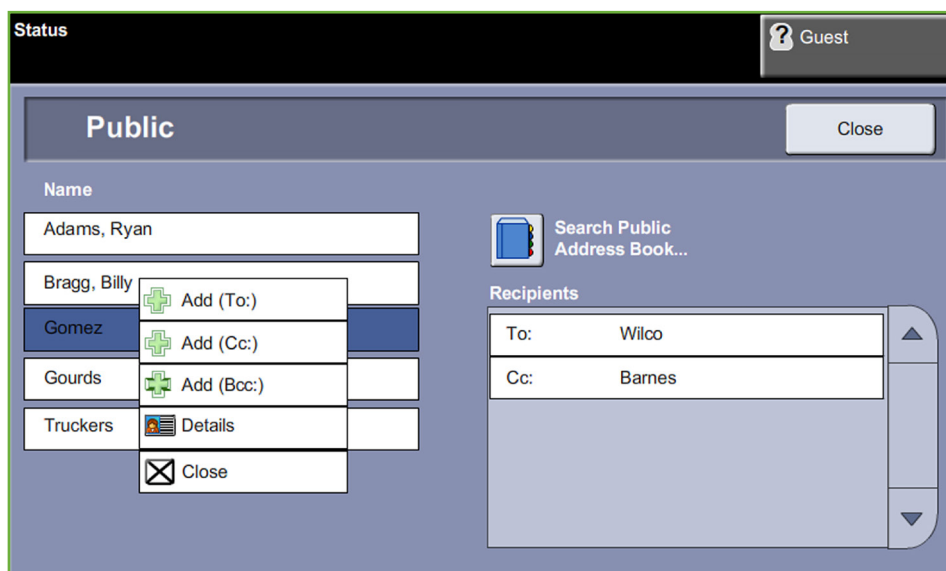 Status
? Guest
Public
Close
Name
Adams, Ryan
Bragg, Billy
Gomez
Gourds
Truckers
Add (To:)
Add (Cc:)
Add (Bcc:)
Details
Close
Search Public
Address Book...
Recipients
To: Wilco
Cc: Barnes